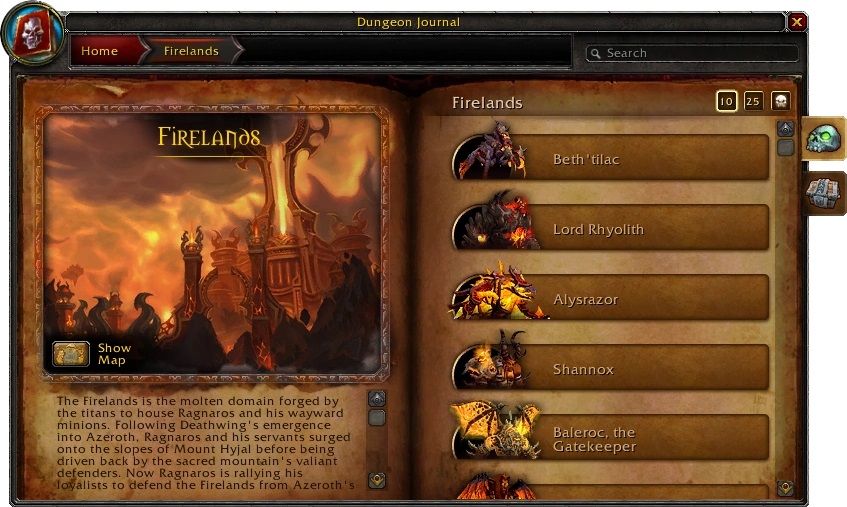 Dungeon Journal
Home
Firelands
Search
FIRELANDS
Show
Map
The Firelands is the molten domain forged by
the titans to house Ragnaros and his wayward
minions. Following Deathwing's emergence
into Azeroth, Ragnaros and his servants surged
onto the slopes of Mount Hyjal before being
driven back by the sacred mountain's valiant
defenders. Now Ragnaros is rallying his
loyalists to defend the Firelands from Azeroth's
Firelands
10
25
Beth'tilac
Lord Rhyolith
Alysrazor
Shannox
Baleroc, the
Gatekeeper